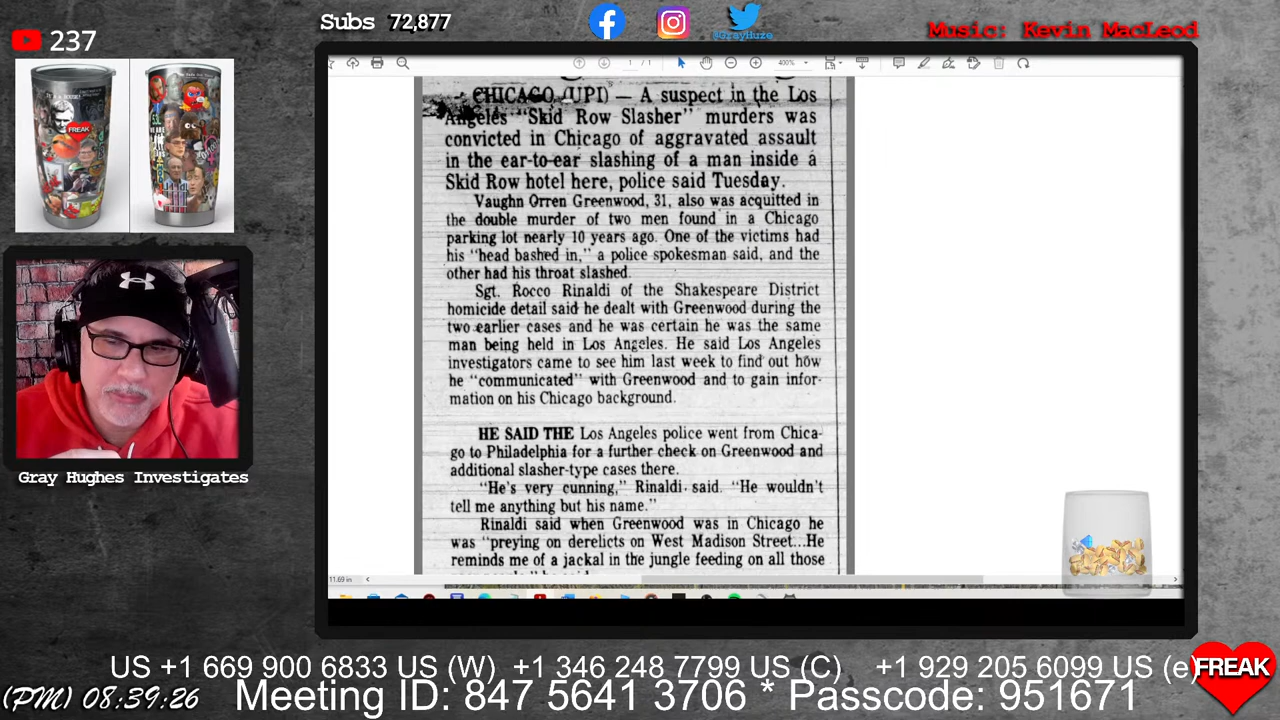 237
Subs 72,877
@GrayHuze
Music: Kevin MacLeod
FREAK
1 / 1
400%
CHICAGO (UPI) — A suspect in the Los
Angeles "Skid Row Slasher" murders was
convicted in Chicago of aggravated assault
in the ear-to-ear slashing of a man inside a
Skid Row hotel here, police said Tuesday.
Vaughn Orren Greenwood, 31, also was acquitted in
the double murder of two men found in a Chicago
parking lot nearly 10 years ago. One of the victims had
his "head bashed in," a police spokesman said, and the
other had his throat slashed.
Sgt. Rocco Rinaldi of the Shakespeare District
homicide detail said he dealt with Greenwood during the
two earlier cases and he was certain he was the same
man being held in Los Angeles. He said Los Angeles
investigators came to see him last week to find out how
he "communicated" with Greenwood and to gain infor-
mation on his Chicago background.
HE SAID THE Los Angeles police went from Chica-
go to Philadelphia for a further check on Greenwood and
additional slasher-type cases there.
"He's very cunning," Rinaldi said. "He wouldn't
tell me anything but his name."
Rinaldi said when Greenwood was in Chicago he
was "preying on derelicts on West Madison Street...He
reminds me of a jackal in the jungle feeding on all those
11.69 in
Gray Hughes Investigates
US +1 669 900 6833 US (W) +1 346 248 7799 US (C) +1 929 205 6099 US (e)
FREAK
(PM) 08:39:26
Meeting ID: 847 5641 3706 * Passcode: 951671